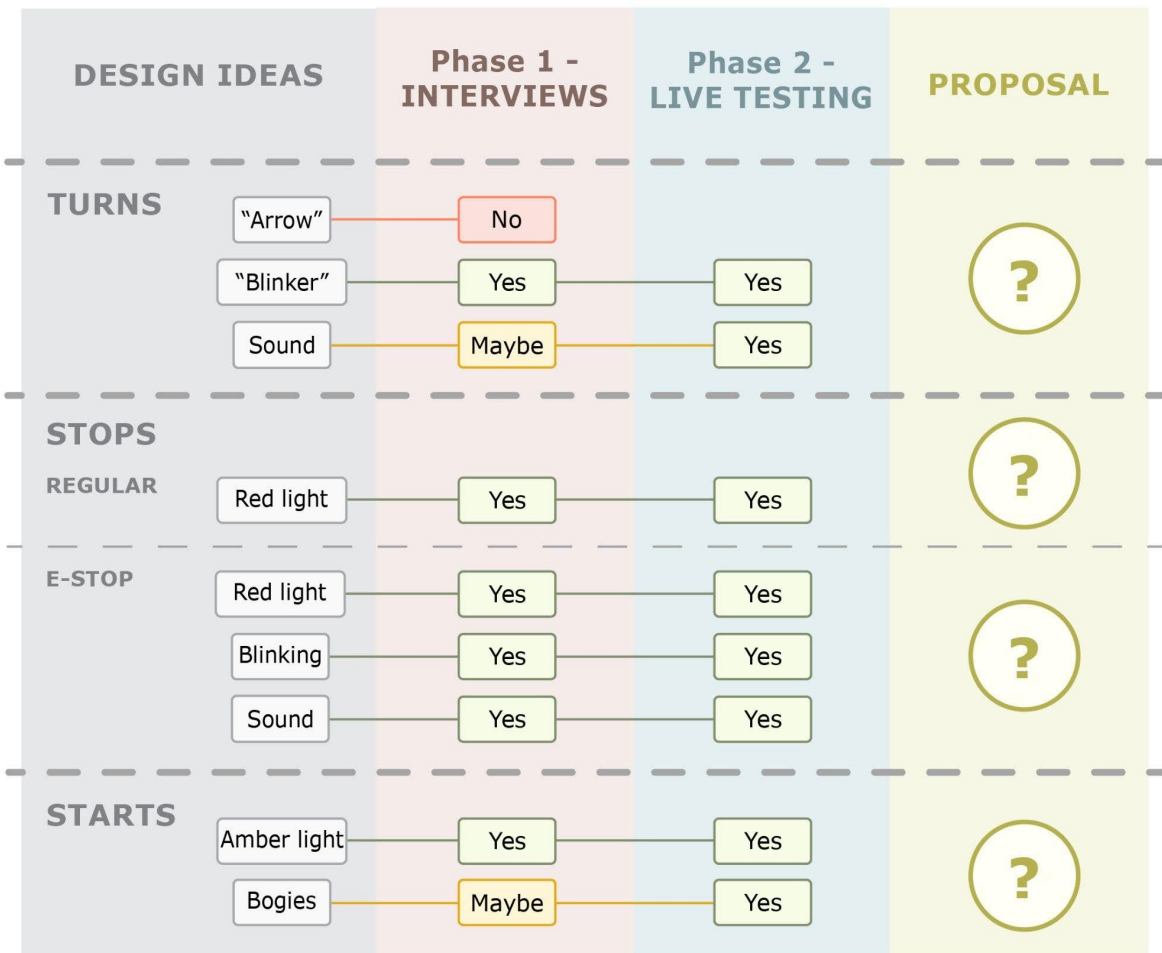 DESIGN IDEAS
Phase 1 -
INTERVIEWS
Phase 2 -
LIVE TESTING
PROPOSAL
TURNS
“Arrow”
No
“Blinker”
Yes
Yes
Sound
Maybe
Yes
?
STOPS
REGULAR
Red light
Yes
Yes
?
E-STOP
Red light
Yes
Yes
Blinking
Yes
Yes
Sound
Yes
Yes
?
STARTS
Amber light
Yes
Yes
Bogies
Maybe
Yes
?